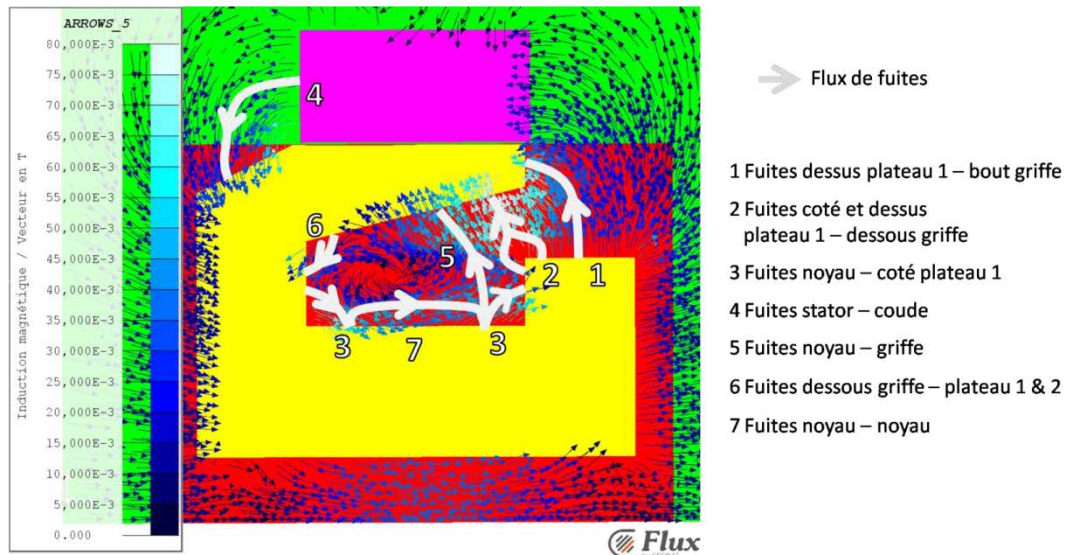 ARROWS_5
80,000E-3
75,000E-3
70,000E-3
65,000E-3
60,000E-3
55,000E-3
50,000E-3
45,000E-3
40,000E-3
35,000E-3
30,000E-3
25,000E-3
20,000E-3
15,000E-3
10,000E-3
5,000E-3
0.000
Induction magnétique / Vecteur en T
4
6
5
2
1
3
7
3
Flux
Flux de fuites
1 Fuites dessus plateau 1 – bout griffe
2 Fuites coté et dessus
plateau 1 – dessous griffe
3 Fuites noyau – coté plateau 1
4 Fuites stator – coude
5 Fuites noyau – griffe
6 Fuites dessous griffe – plateau 1 & 2
7 Fuites noyau – noyau